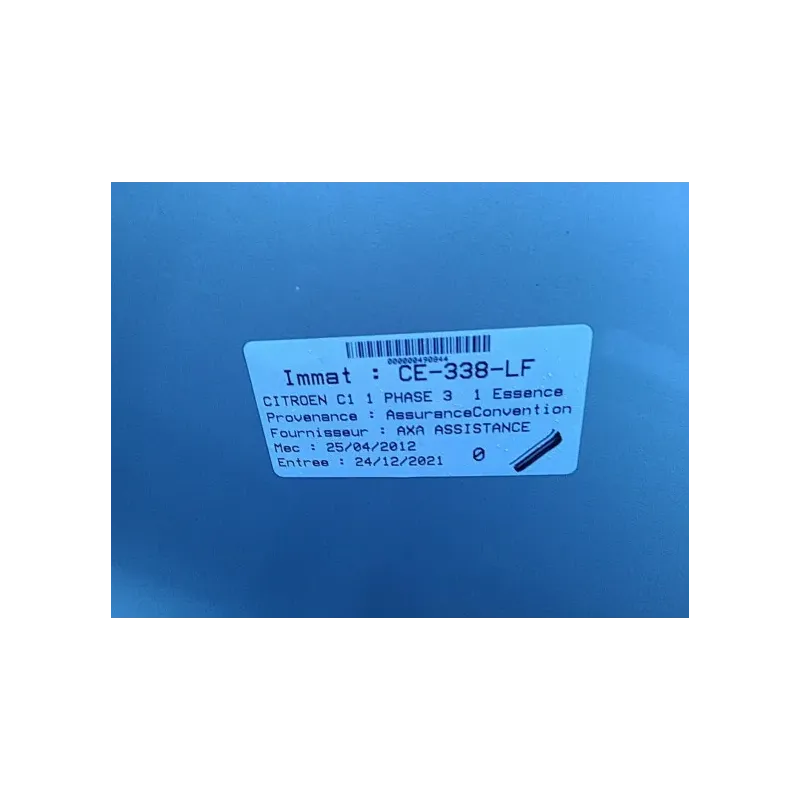 000000490844
Immat : CE-338-LF
CITROEN C1 1 PHASE 3 1 Essence
Provenance : AssuranceConvention
Fournisseur : AXA ASSISTANCE
Mec : 25/04/2012
Entree : 24/12/2021 0